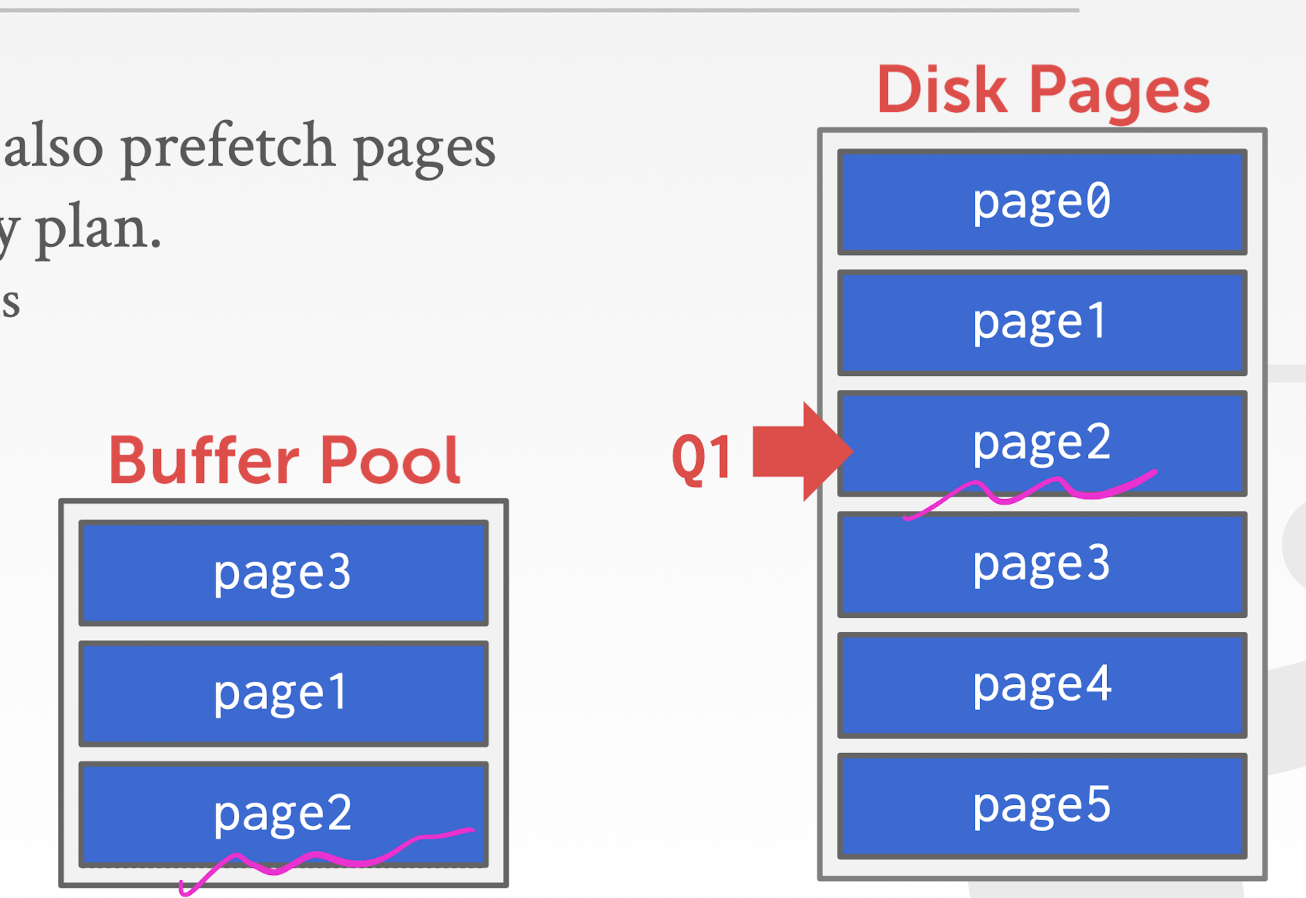 also prefetch pages
y plan.
s
Buffer Pool
page3
page1
page2
Q1
Disk Pages
page0
page1
page2
page3
page4
page5